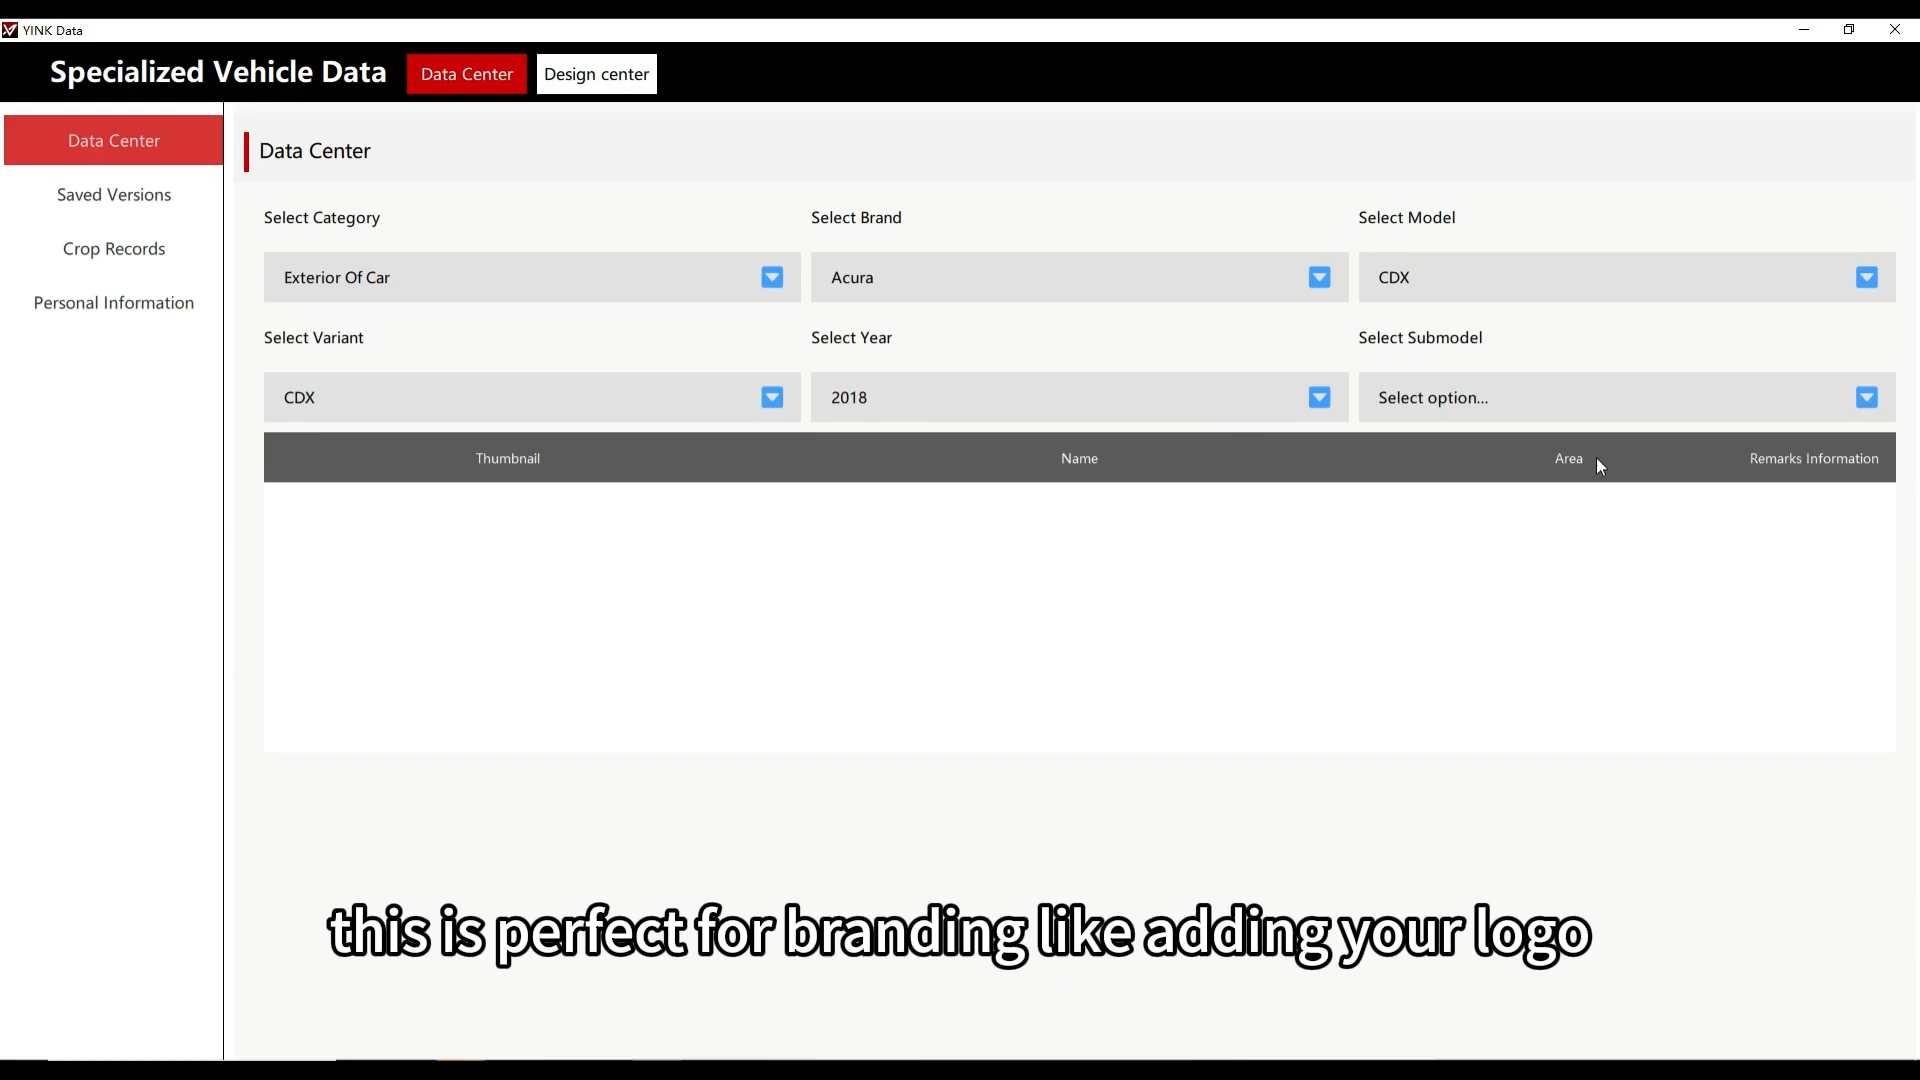 YINK Data
Specialized Vehicle Data
Data Center
Design center
Data Center
Saved Versions
Crop Records
Personal Information
Data Center
Select Category
Select Brand
Select Model
Exterior Of Car
Acura
CDX
Select Variant
Select Year
Select Submodel
CDX
2018
Select option...
Thumbnail
Name
Area
Remarks Information
this is perfect for branding like adding your logo